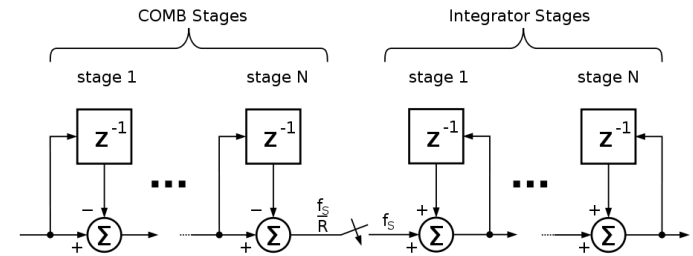 COMB Stages
Integrator Stages
stage 1
stage N
stage 1
stage N
z-1
z-1
z-1
z-1
−
−
+
+
fS
R
fS
Σ
Σ
Σ
Σ
+
+
+
+